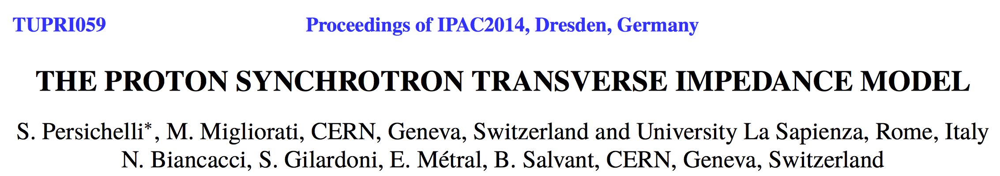 TUPRI059 Proceedings of IPAC2014, Dresden, Germany
THE PROTON SYNCHROTRON TRANSVERSE IMPEDANCE MODEL
S. Persichelli*, M. Migliorati, CERN, Geneva, Switzerland and University La Sapienza, Rome, Italy
N. Biancacci, S. Gilardoni, E. Métral, B. Salvant, CERN, Geneva, Switzerland